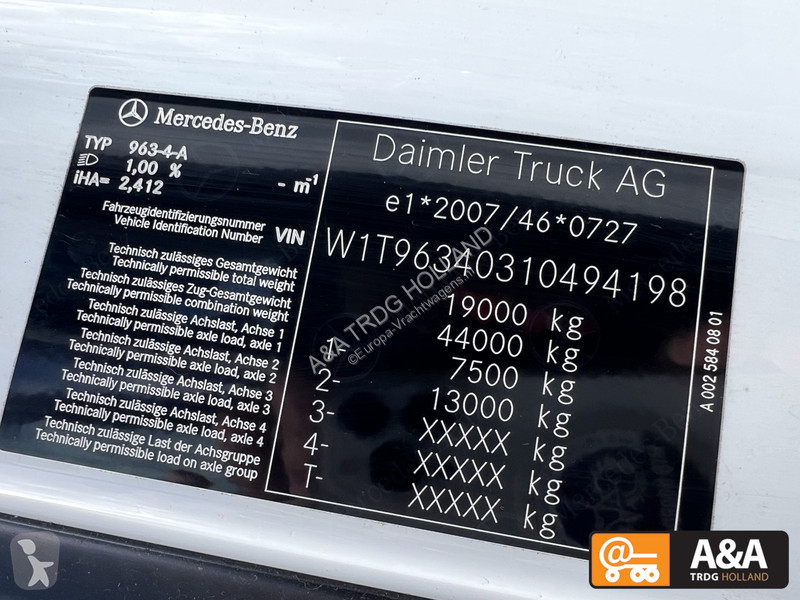 Mercedes-Benz
TYP 963-4-A
1,00 %
iHA= 2,412 - m-1
Fahrzeugidentifizierungsnummer
Vehicle Identification Number VIN
Technisch zulässiges Gesamtgewicht
Technically permissible total weight
Technisch zulässiges Zug-Gesamtgewicht
Technically permissible combination weight
Technisch zulässige Achslast, Achse 1
Technically permissible axle load, axle 1
Technisch zulässige Achslast, Achse 2
Technically permissible axle load, axle 2
Technisch zulässige Achslast, Achse 3
Technically permissible axle load, axle 3
Technisch zulässige Achslast, Achse 4
Technically permissible axle load, axle 4
Technisch zulässige Last der Achsgruppe
Technically permissible load on axle group
Daimler Truck AG
e1*2007/46*0727
W1T96340310494198
19000 kg
44000 kg
1- 7500 kg
2- 13000 kg
3- XXXXX kg
4- XXXXX kg
T- XXXXX kg
A 002 584 08 01
A&A TRDG HOLLAND
©Europa-Vrachtwagens.nl
A&A
TRDG HOLLAND